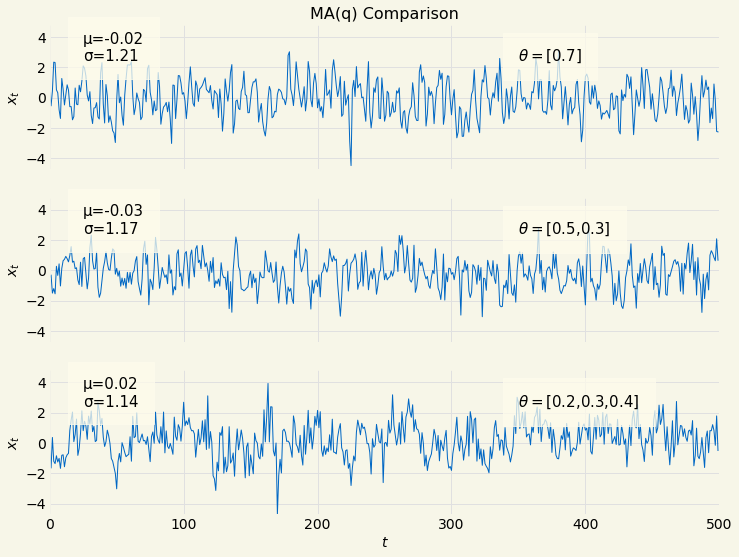 MA(q) Comparison
μ=-0.02
σ=1.21
θ = [0.7]
4
2
0
−2
−4
x_t
μ=-0.03
σ=1.17
θ = [0.5,0.3]
4
2
0
−2
−4
x_t
μ=0.02
σ=1.14
θ = [0.2,0.3,0.4]
4
2
0
−2
−4
x_t
0 100 200 300 400 500
t